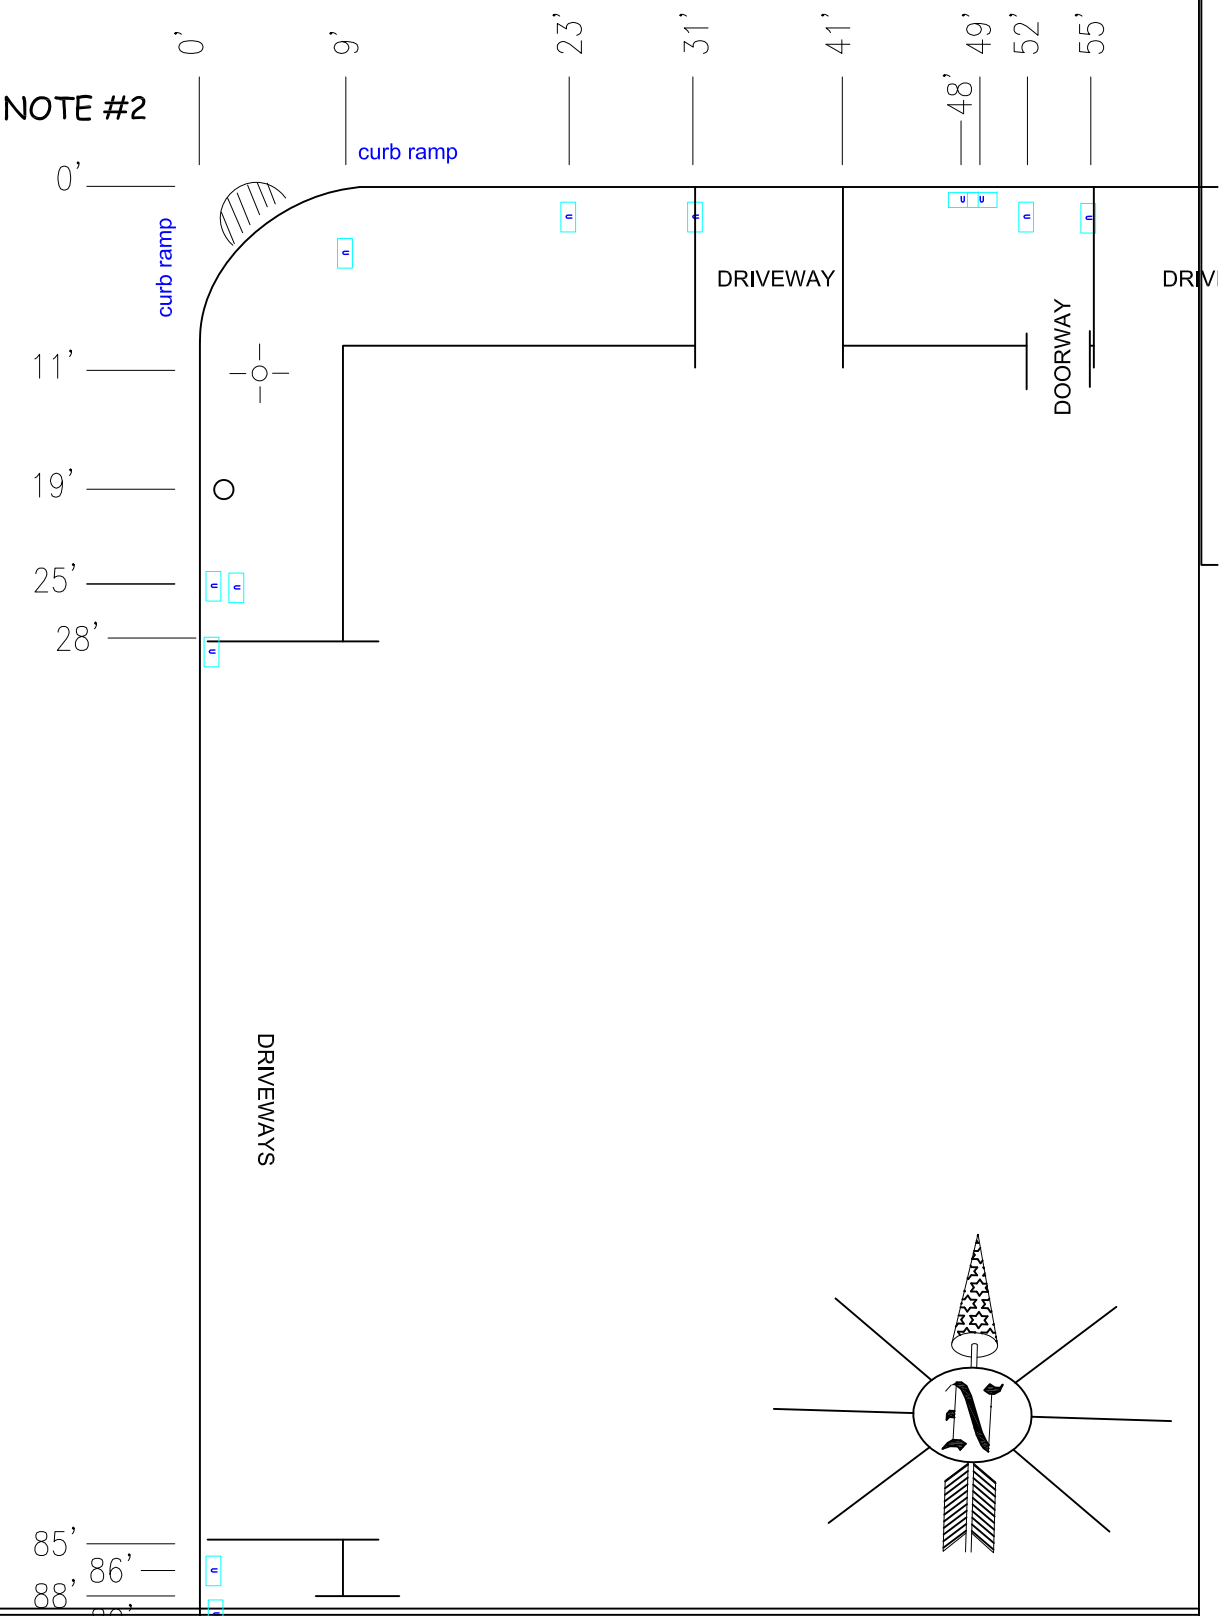 0' 9' 23' 31' 41' 48' 49' 52' 55'
NOTE #2
curb ramp
0'
curb ramp
U U U U U U U
DRIVEWAY
DOORWAY
11'
19'
25'
U U
28'
U
DRIVEWAYS
N
85'
86'
U
88'
U